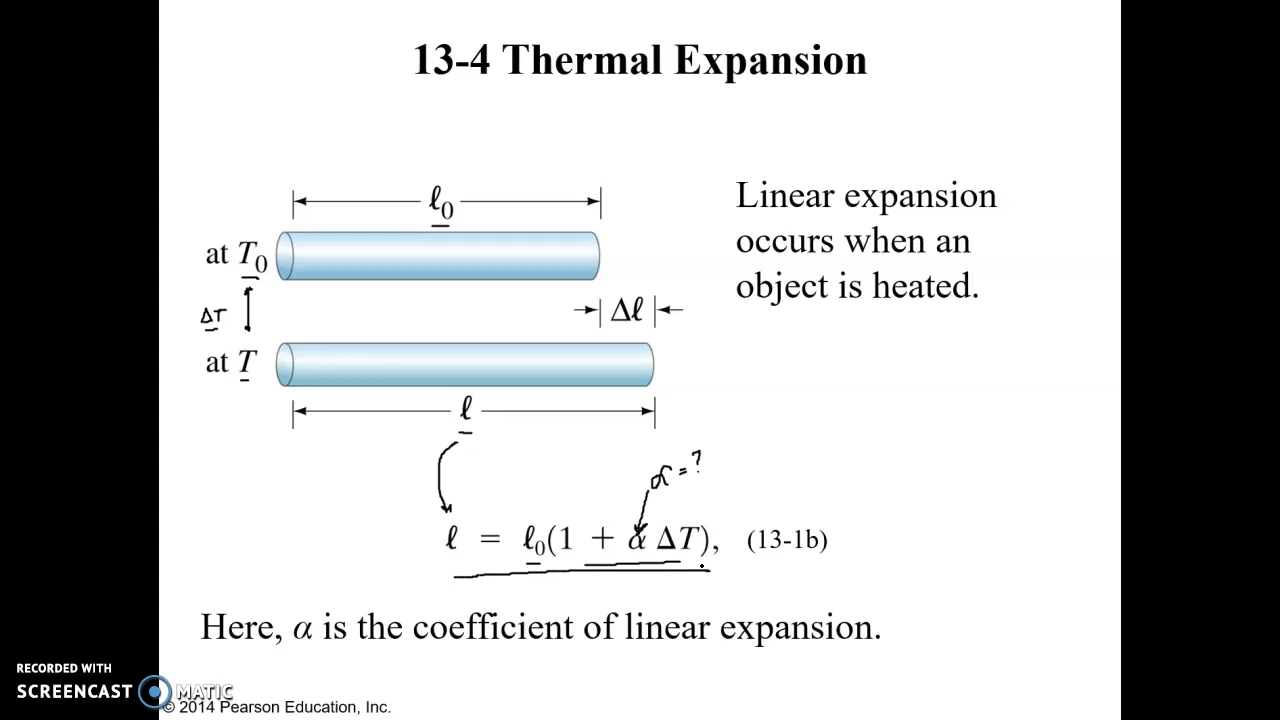 13-4 Thermal Expansion
ℓ0
Linear expansion
occurs when an
object is heated.
at T0
ΔT
Δℓ
at T
ℓ
α = ?
ℓ = ℓ0(1 + α ΔT), (13-1b)
Here, α is the coefficient of linear expansion.
RECORDED WITH
SCREENCAST MATIC
© 2014 Pearson Education, Inc.